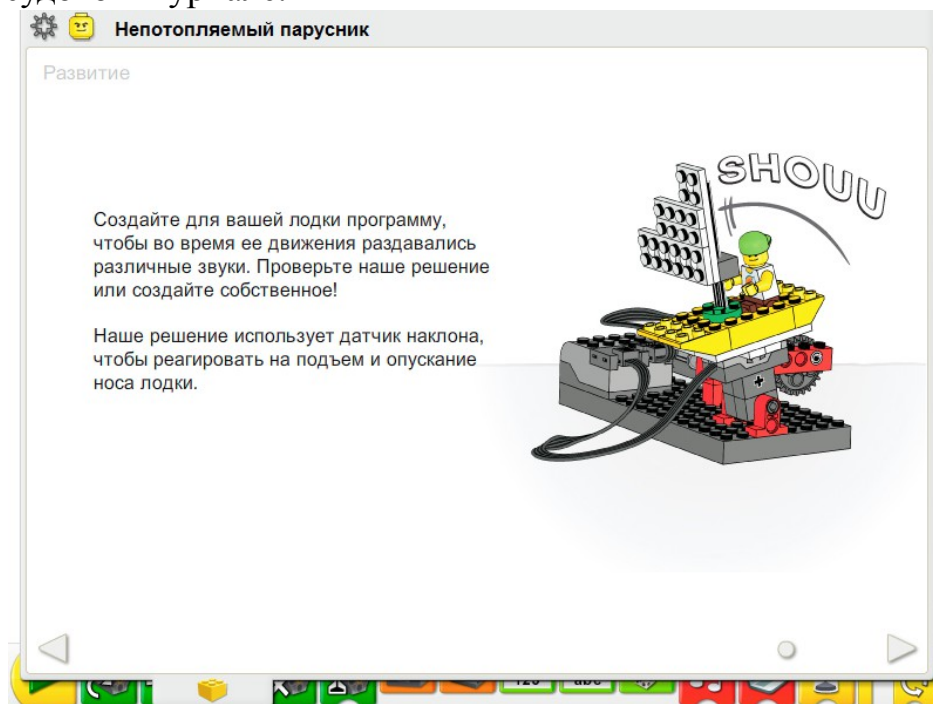 Непотопляемый парусник
Развитие
SHOUU
Создайте для вашей лодки программу,
чтобы во время ее движения раздавались
различные звуки. Проверьте наше решение
или создайте собственное!
Наше решение использует датчик наклона,
чтобы реагировать на подъем и опускание
носа лодки.